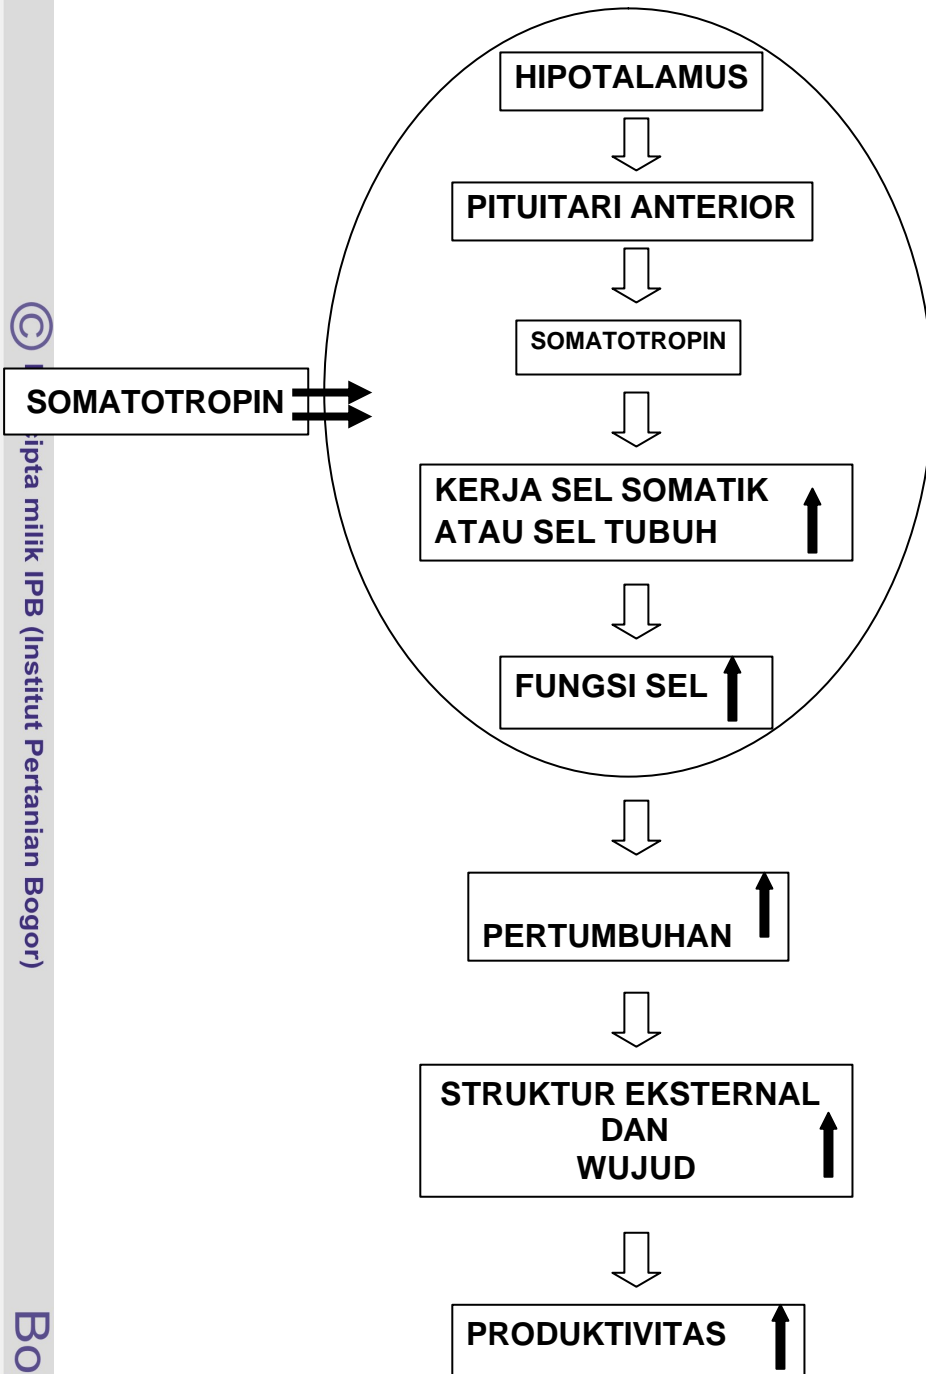 HIPOTALAMUS
PITUITARI ANTERIOR
SOMATOTROPIN
SOMATOTROPIN
KERJA SEL SOMATIK
ATAU SEL TUBUH
FUNGSI SEL
PERTUMBUHAN
STRUKTUR EKSTERNAL
DAN
WUJUD
PRODUKTIVITAS
© cipta milik IPB (Institut Pertanian Bogor)
Bo